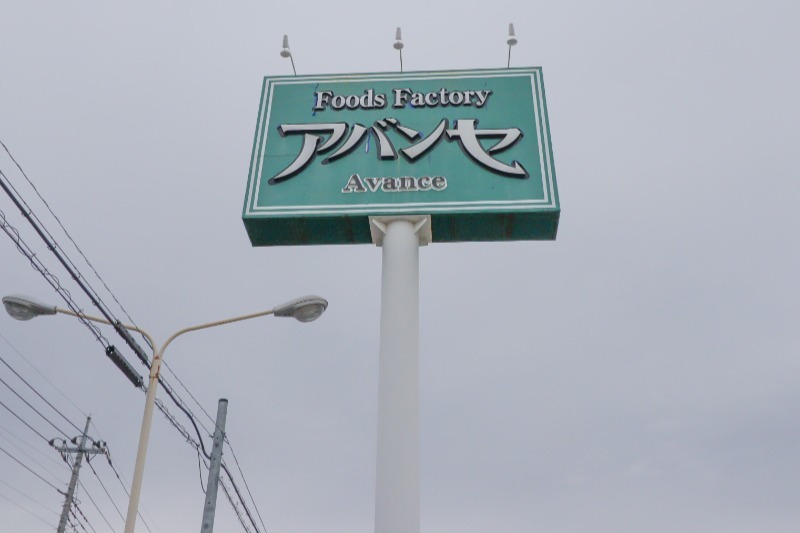 Foods Factory
アバンセ
Avance